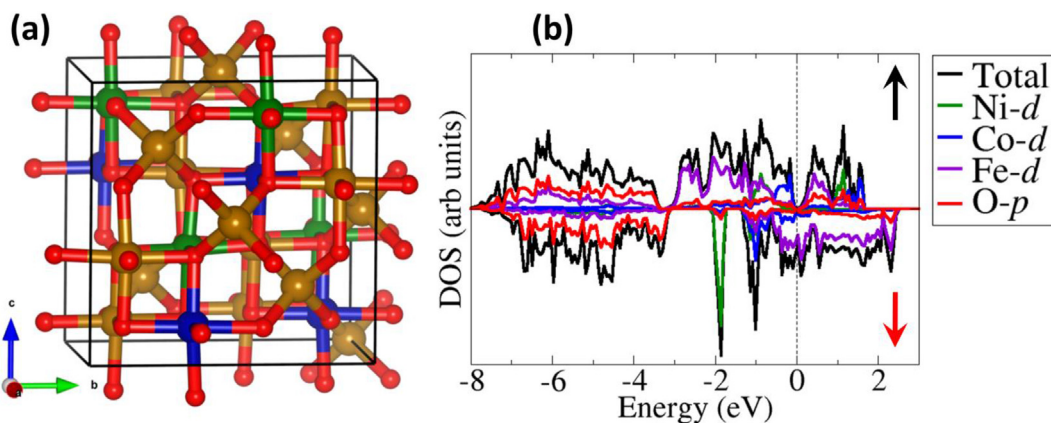 (a)
c
a
b
(b)
DOS (arb units)
-8
-6
-4
-2
0
2
Energy (eV)
Total
Ni-d
Co-d
Fe-d
O-p